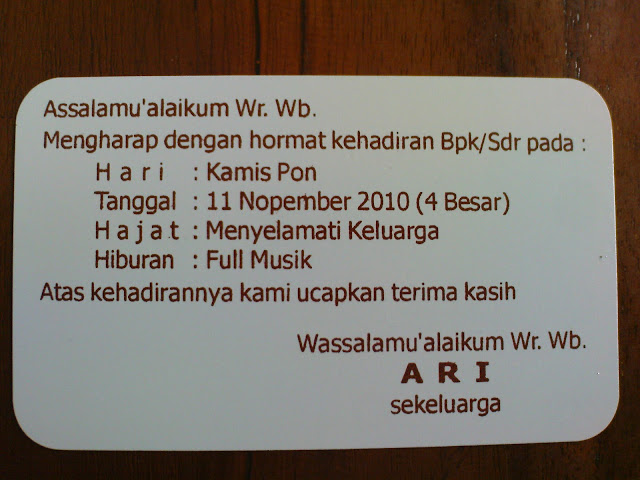 Assalamu'alaikum Wr. Wb.
Mengharap dengan hormat kehadiran Bpk/Sdr pada :
H a r i : Kamis Pon
Tanggal : 11 Nopember 2010 (4 Besar)
H a j a t : Menyelamati Keluarga
Hiburan : Full Musik
Atas kehadirannya kami ucapkan terima kasih
Wassalamu'alaikum Wr. Wb.
A R I
sekeluarga